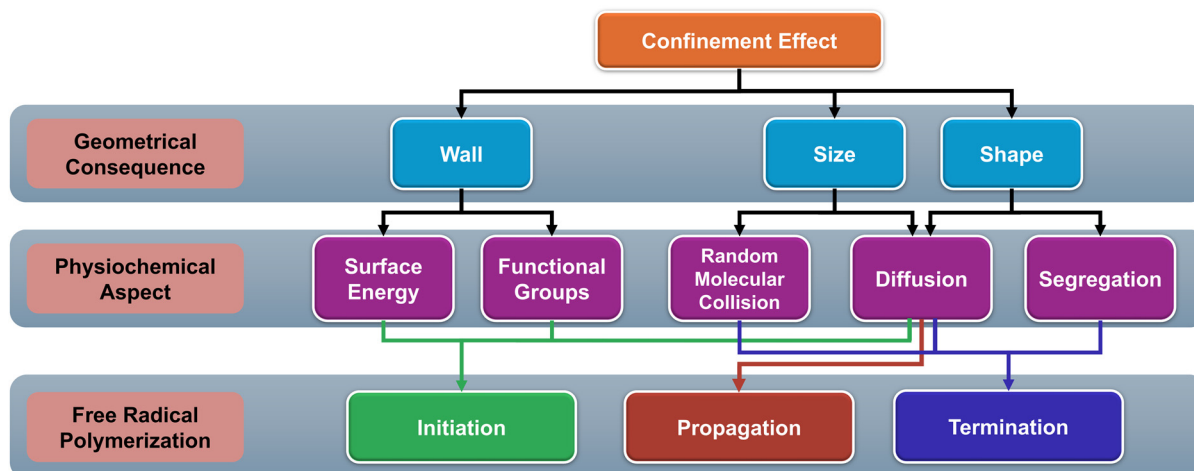 Confinement Effect
Geometrical
Consequence
Wall
Size
Shape
Physiochemical
Aspect
Surface
Energy
Functional
Groups
Random
Molecular
Collision
Diffusion
Segregation
Free Radical
Polymerization
Initiation
Propagation
Termination